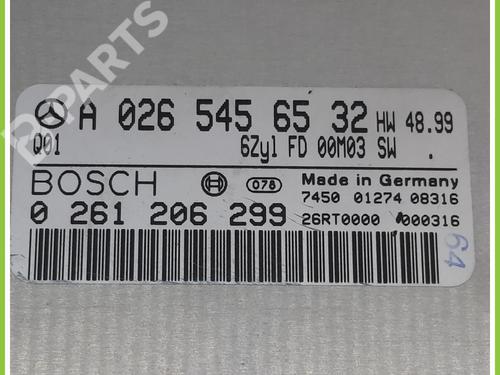 B-PARTS
A 026 545 65 32 HW 48.99
Q01 6Zyl FD 00M03 SW .
BOSCH 078 Made in Germany
7450 01274 08316
0 261 206 299 26RT0000 000316
64